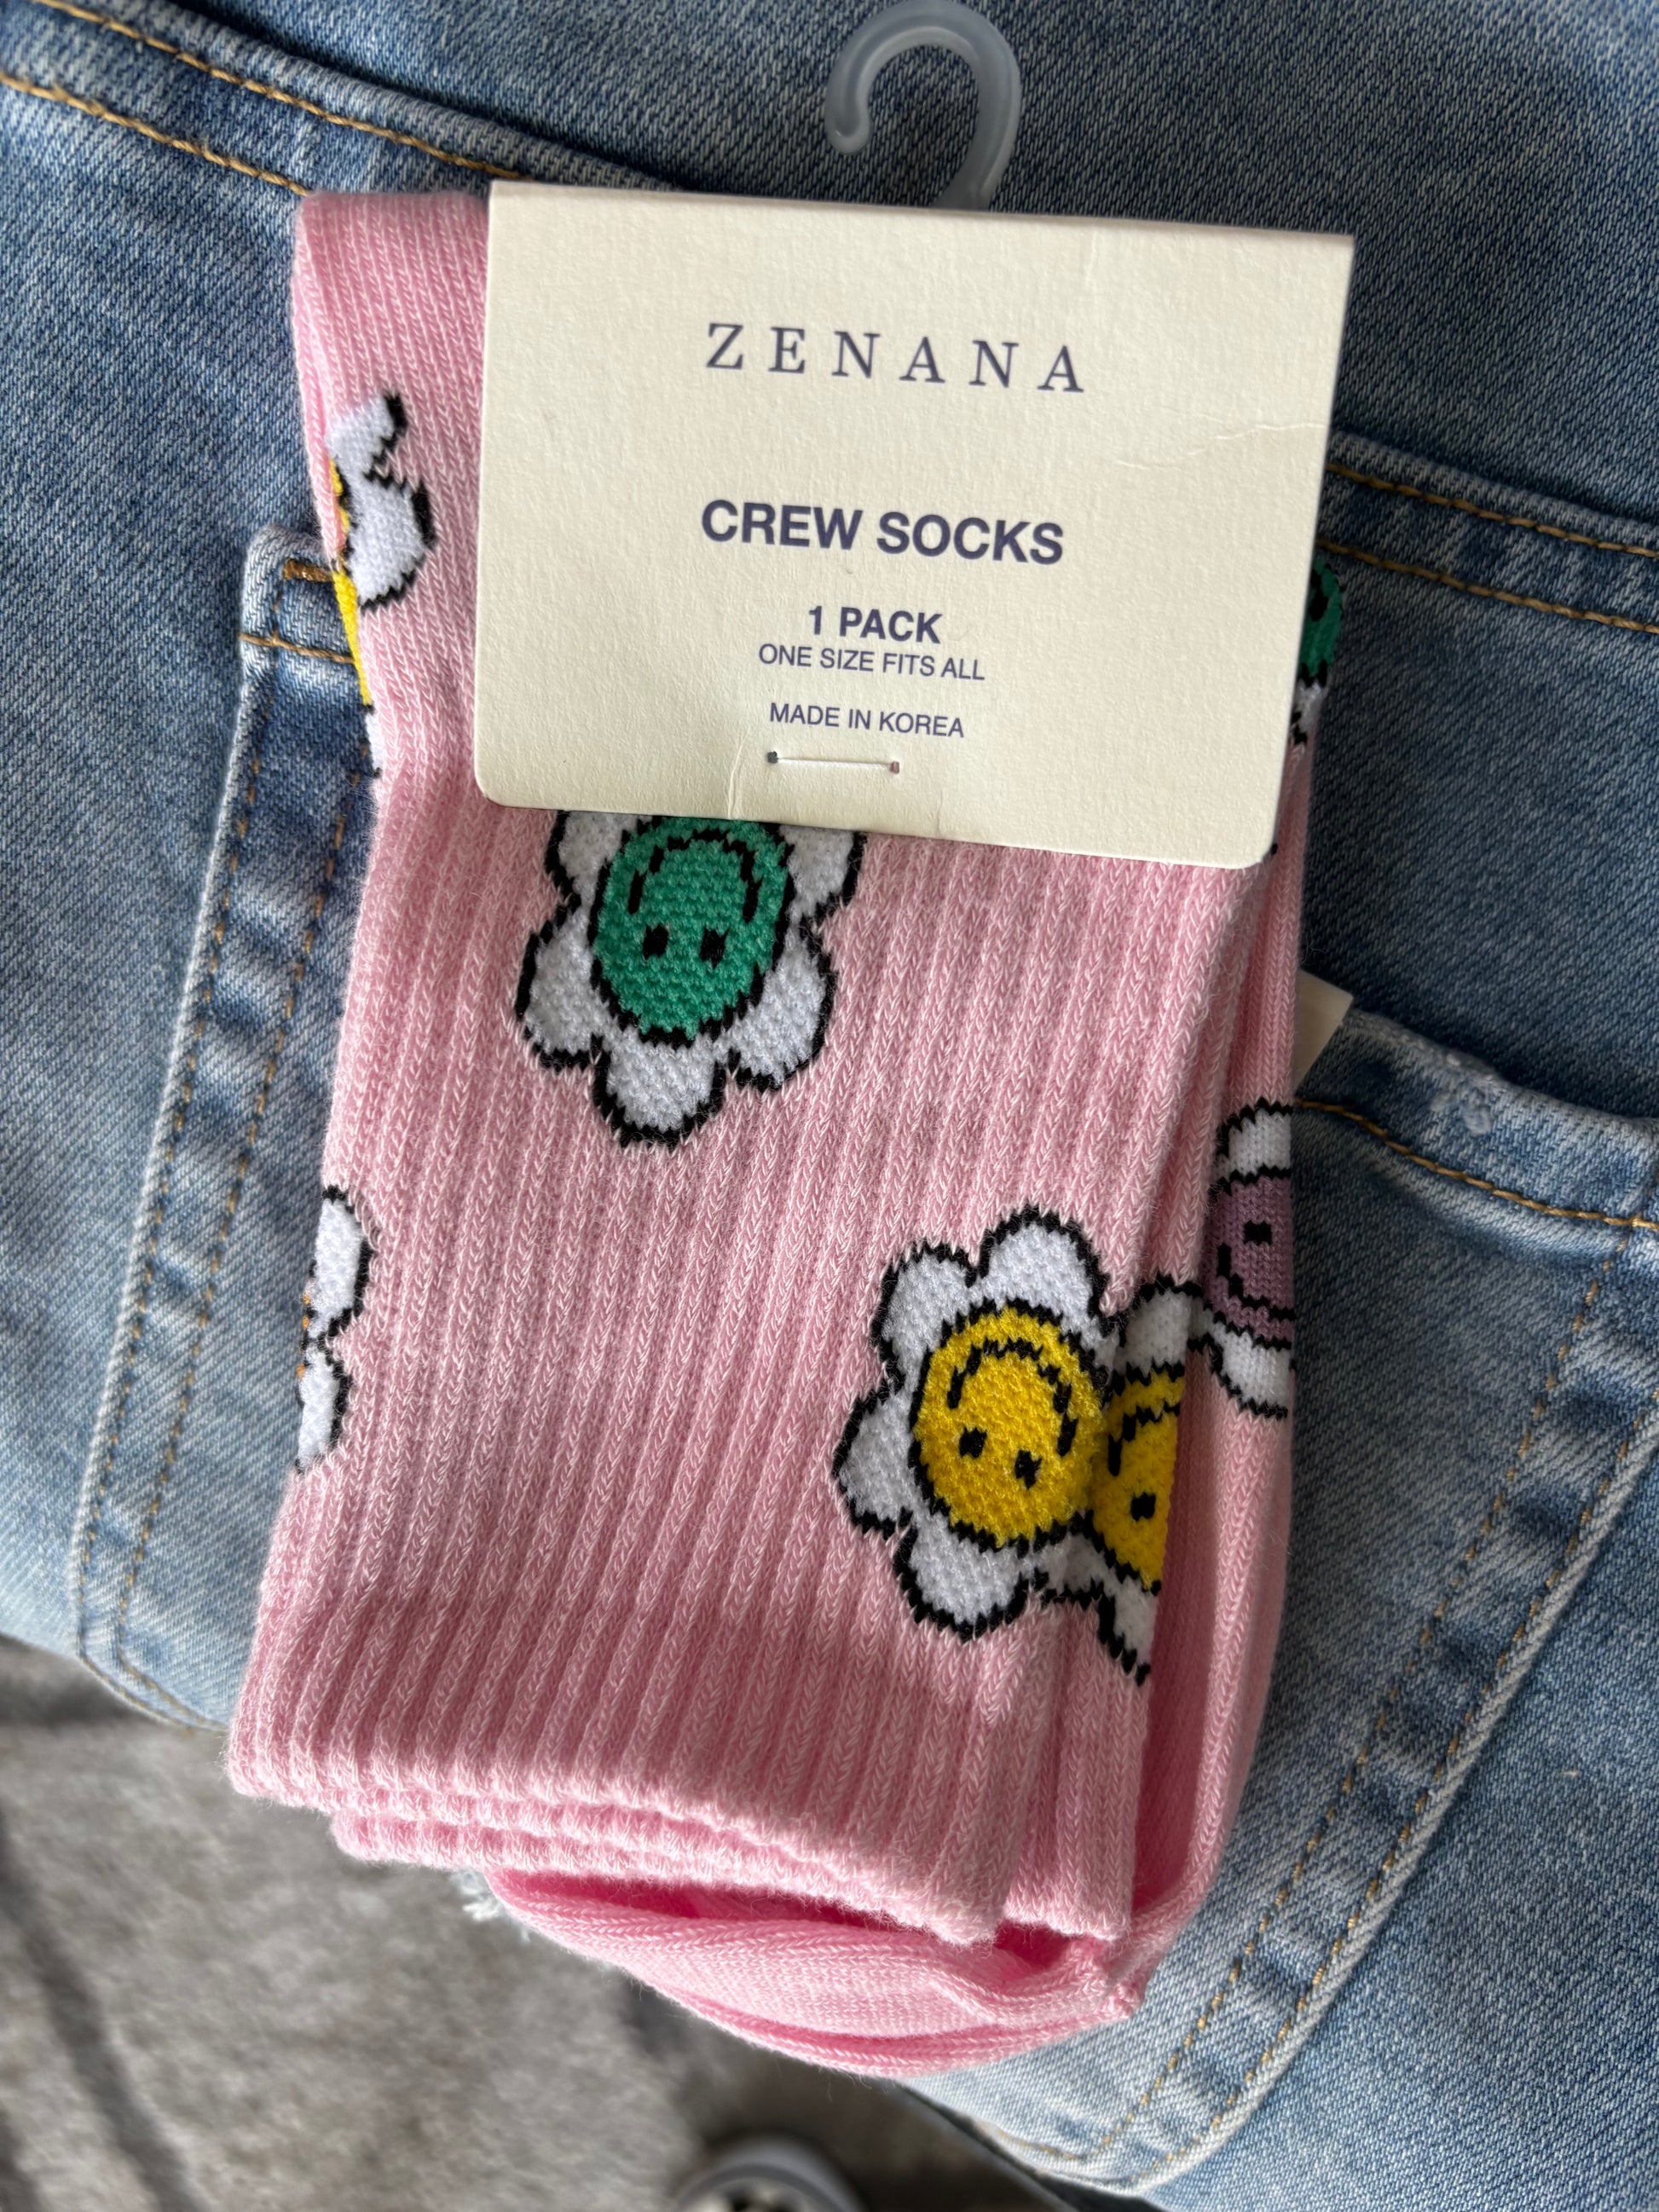 ZENANA
CREW SOCKS
1 PACK
ONE SIZE FITS ALL
MADE IN KOREA